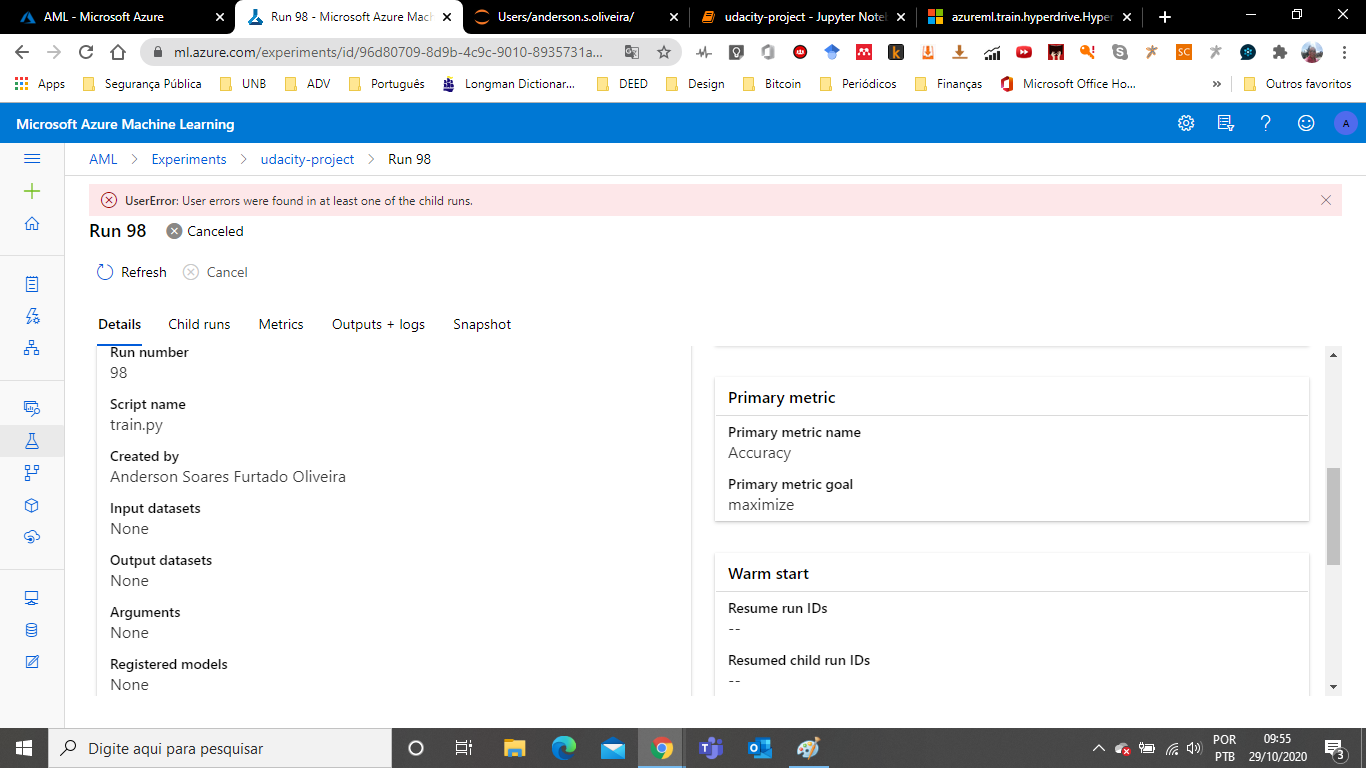 AML - Microsoft Azure
Run 98 - Microsoft Azure Mac
Users/anderson.s.oliveira/
udacity-project - Jupyter Note
azureml.train.hyperdrive.Hyper
ml.azure.com/experiments/id/96d80709-8d9b-4c9c-9010-8935731a...
Apps
Segurança Pública
UNB
ADV
Português
Longman Dictionar...
DEED
Design
Bitcoin
Periódicos
Finanças
Microsoft Office Ho...
»
Outros favoritos
Microsoft Azure Machine Learning
A
AML > Experiments > udacity-project > Run 98
UserError: User errors were found in at least one of the child runs.
Run 98 Canceled
Refresh Cancel
Details Child runs Metrics Outputs + logs Snapshot
Run number
98
Script name
train.py
Created by
Anderson Soares Furtado Oliveira
Input datasets
None
Output datasets
None
Arguments
None
Registered models
None
Primary metric
Primary metric name
Accuracy
Primary metric goal
maximize
Warm start
Resume run IDs
--
Resumed child run IDs
--
Digite aqui para pesquisar
POR
PTB
09:55
29/10/2020
3